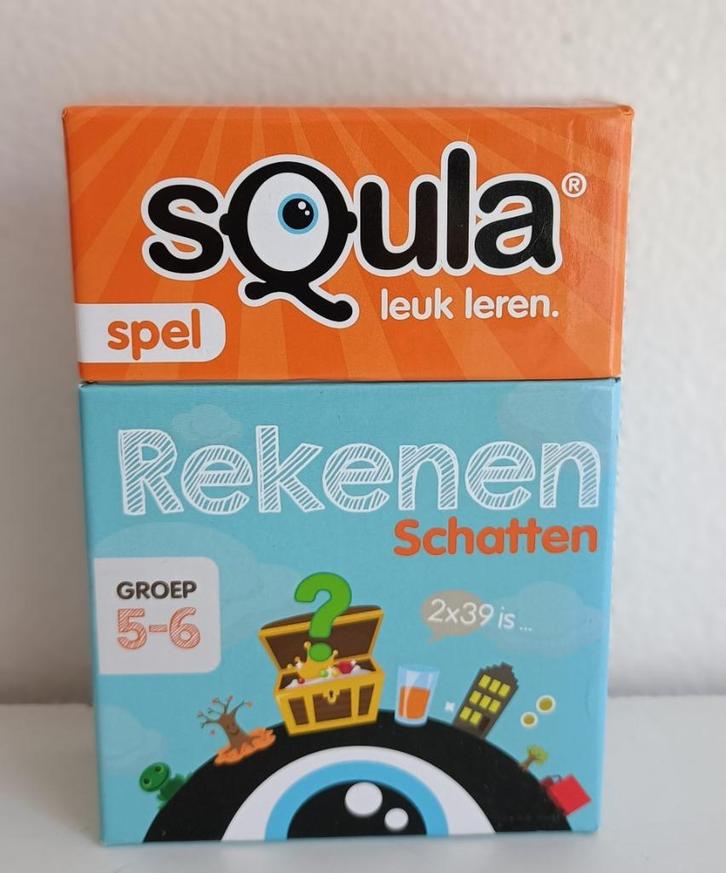 sQula®
leuk leren.
spel
Rekenen
Schatten
GROEP
5-6
?
2x39 is ...